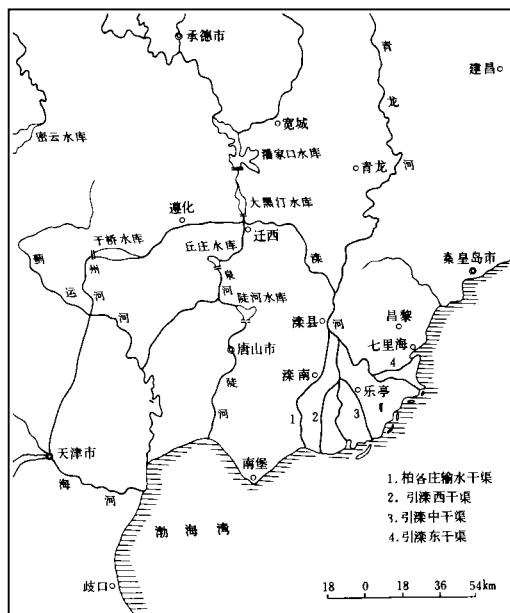 承德市
青龙河
建昌
密云水库
宽城
潘家口水库
青龙
大黑汀水库
遵化
迁西
于桥水库
丘庄水库
滦河
秦皇岛市
蓟运河
州河
泉河
陡河水库
滦县
昌黎
七里海
4
唐山市
滦南
乐亭
陡河
1
2
3
天津市
海河
南堡
渤海湾
歧口
1.柏各庄输水干渠
2.引滦西干渠
3.引滦中干渠
4.引滦东干渠
18 0 18 36 54km